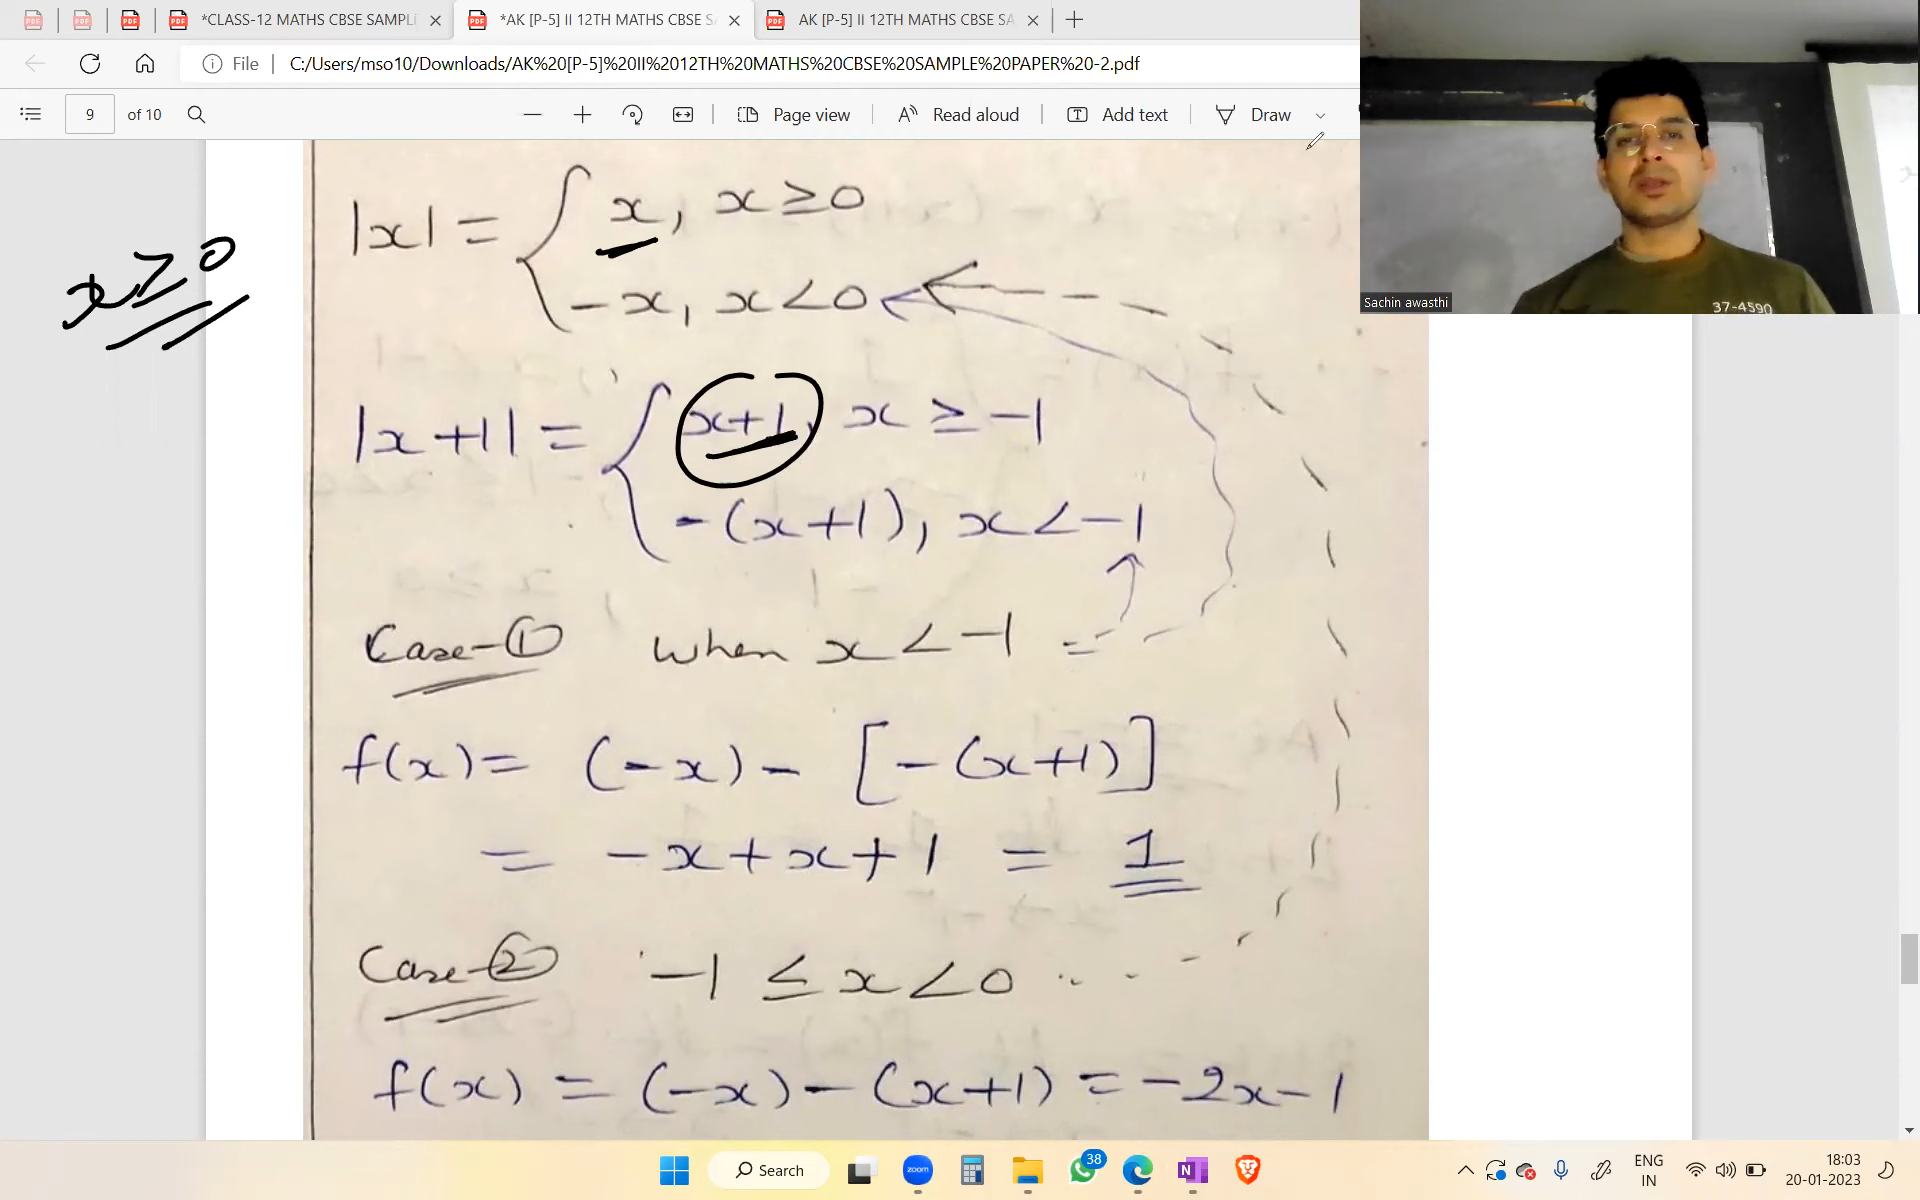 *CLASS-12 MATHS CBSE SAMPL
*AK [P-5] II 12TH MATHS CBSE SA
AK [P-5] II 12TH MATHS CBSE SA
File
C:/Users/mso10/Downloads/AK%20[P-5]%20II%2012TH%20MATHS%20CBSE%20SAMPLE%20PAPER%20-2.pdf
9 of 10
Page view
Read aloud
Add text
Draw
Sachin awasthi
37-4590
x≥0
|x| = { x, x≥0
-x, x<0
|x+1| = { x+1, x ≥ -1
-(x+1), x<-1
Case-① When x < -1
f(x) = (-x) - [-(x+1)]
= -x+x+1 = 1
Case-② -1 ≤ x < 0
f(x) = (-x) - (x+1) = -2x-1
Search
zoom
38
N
ENG
IN
18:03
20-01-2023